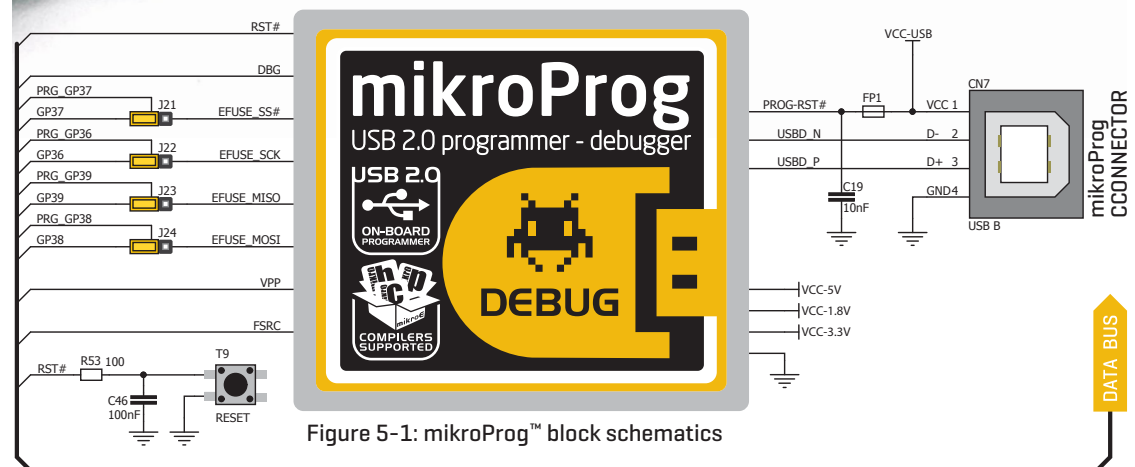 RST#
DBG
PRG_GP37
J21
GP37
EFUSE_SS#
PRG_GP36
J22
GP36
EFUSE_SCK
PRG_GP39
J23
GP39
EFUSE_MISO
PRG_GP38
J24
GP38
EFUSE_MOSI
VPP
FSRC
RST#
R53 100
T9
C46
100nF
RESET
mikroProg
USB 2.0 programmer - debugger
USB 2.0
ON-BOARD
PROGRAMMER
h
c
p
mikroE
COMPILERS
SUPPORTED
DEBUG
VCC-USB
PROG-RST#
FP1
VCC 1
USBD_N
D- 2
USBD_P
D+ 3
GND4
C19
10nF
CN7
USB B
mikroProg
CCONNECTOR
VCC-5V
VCC-1.8V
VCC-3.3V
DATA BUS
Figure 5-1: mikroProg™ block schematics